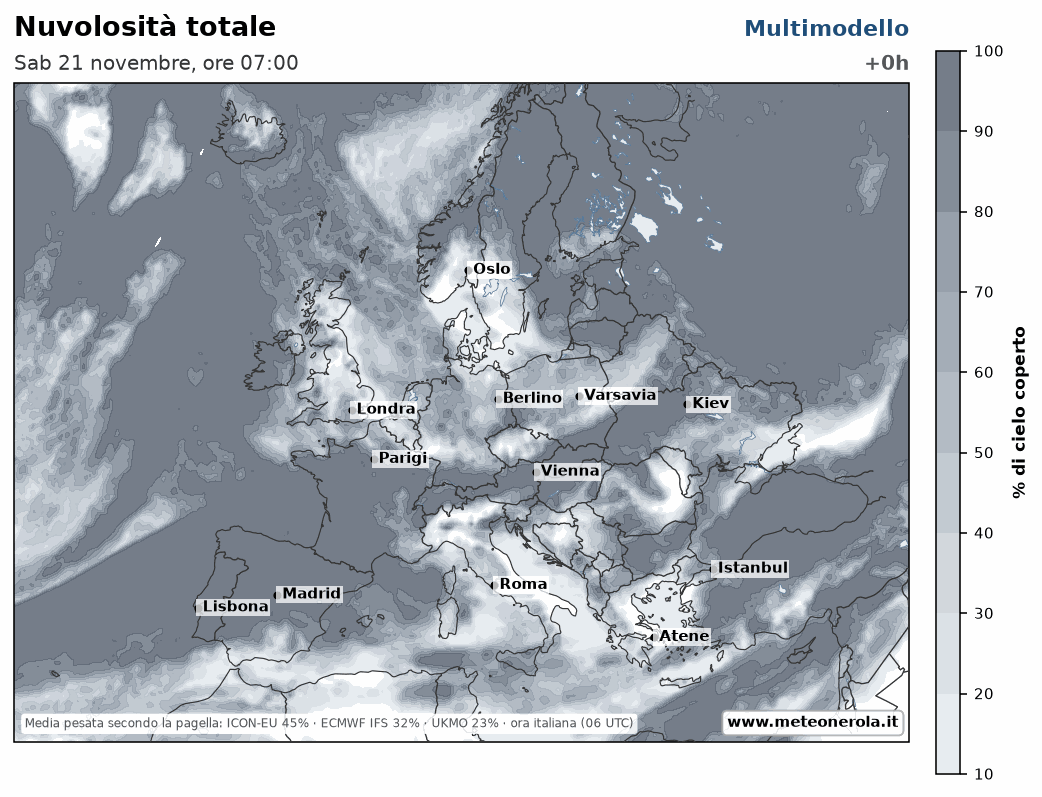 Nuvolosità totale
Multimodello
Sab 21 novembre, ore 07:00
+0h
100
90
80
70
60
50
40
30
20
10
% di cielo coperto
Oslo
Berlino
Varsavia
Kiev
Londra
Parigi
Vienna
Istanbul
Roma
Madrid
Lisbona
Atene
Media pesata secondo la pagella: ICON-EU 45% · ECMWF IFS 32% · UKMO 23% · ora italiana (06 UTC)
www.meteonerola.it